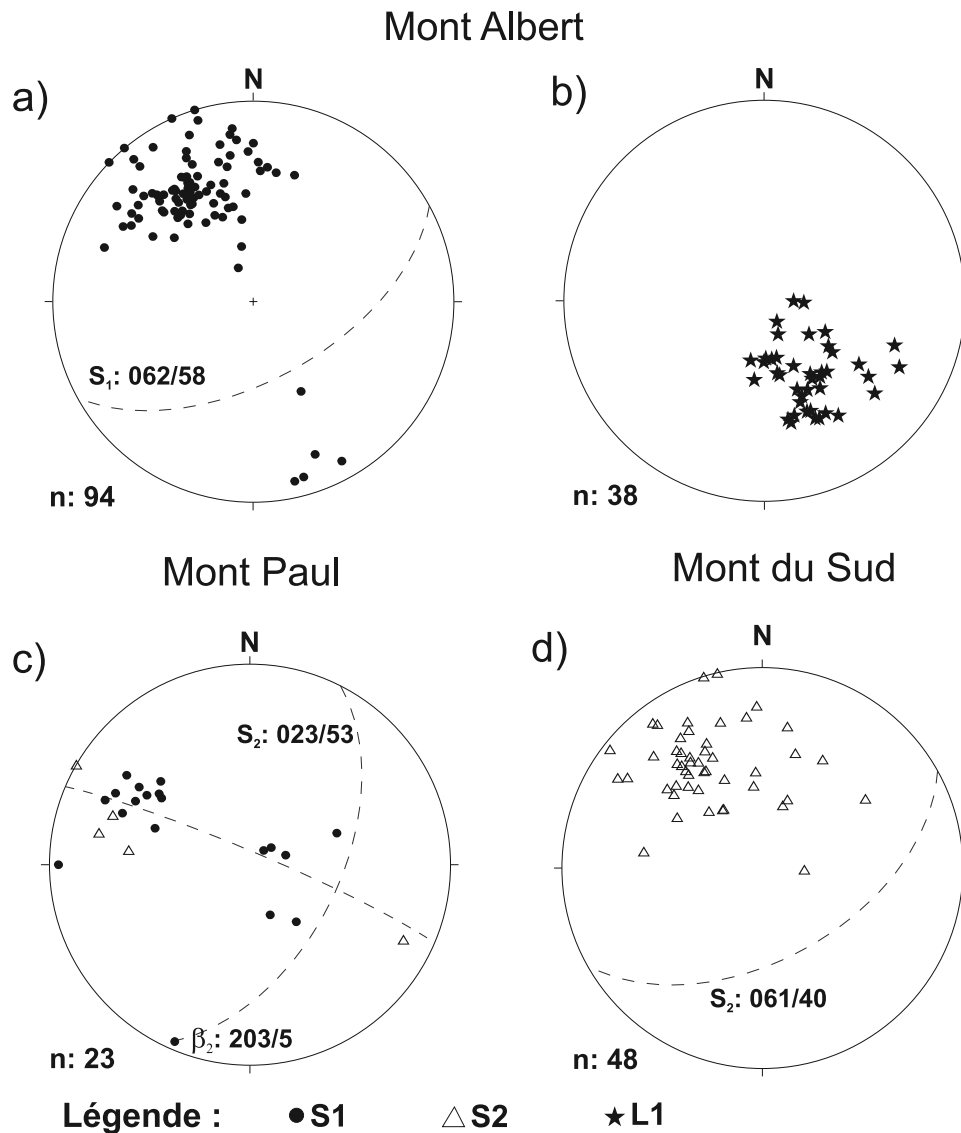 Mont Albert
a)
N
b)
N
S₁: 062/58
n: 94
n: 38
Mont Paul
Mont du Sud
c)
N
d)
N
S₂: 023/53
S₂: 061/40
β₂: 203/5
n: 23
n: 48
Légende : S1 S2 L1